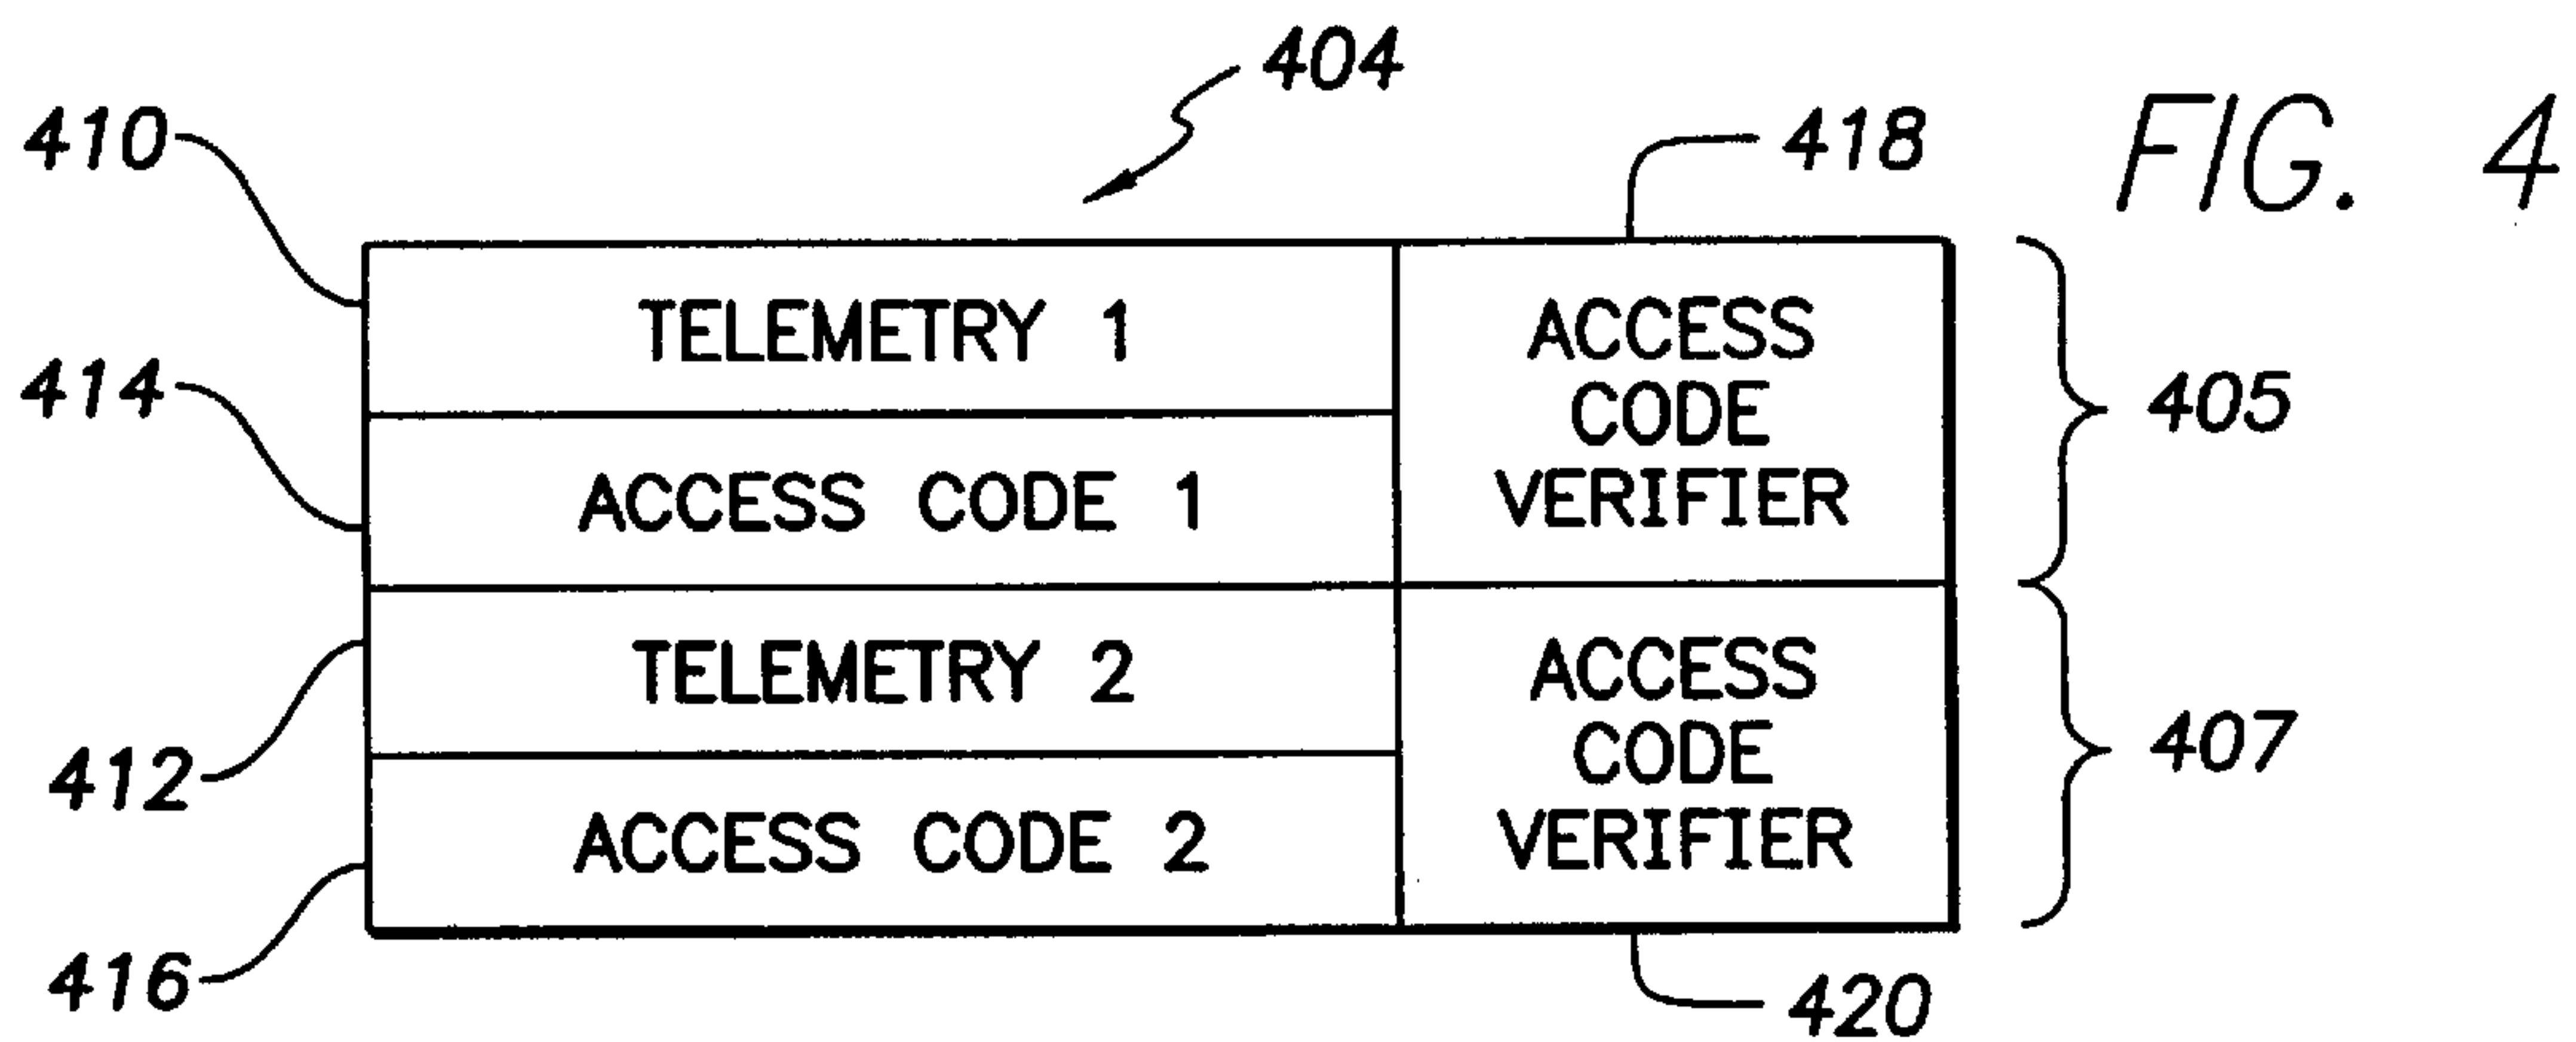 404
FIG. 4
410
418
TELEMETRY 1
ACCESS
CODE
VERIFIER
414
405
ACCESS CODE 1
TELEMETRY 2
ACCESS
CODE
VERIFIER
412
407
ACCESS CODE 2
416
420